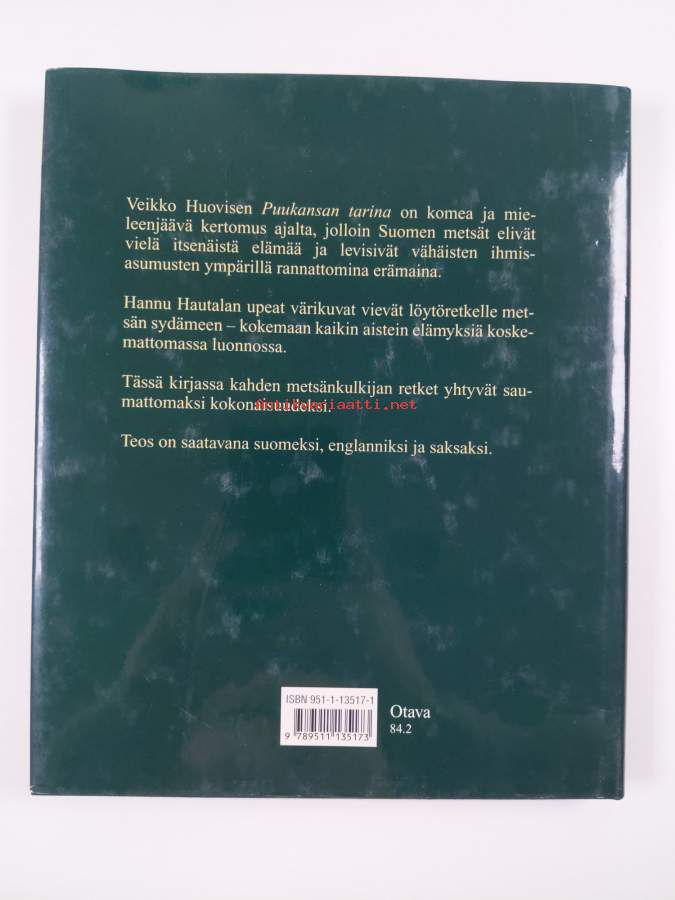 Veikko Huovisen Puukansan tarina on komea ja mie-
leenjäävä kertomus ajalta, jolloin Suomen metsät elivät
vielä itsenäistä elämää ja levisivät vähäisten ihmis-
asumusten ympärillä rannattomina erämaina.
Hannu Hautalan upeat värikuvat vievät löytöretkelle met-
sän sydämeen – kokemaan kaikin aistein elämyksiä koske-
mattomassa luonnossa.
Tässä kirjassa kahden metsänkulkijan retket yhtyvät sau-
mattomaksi kokonaisuudeksi.
Antikvariaatti.net
Teos on saatavana suomeksi, englanniksi ja saksaksi.
ISBN 951-1-13517-1
9 789511 135173
Otava
84.2